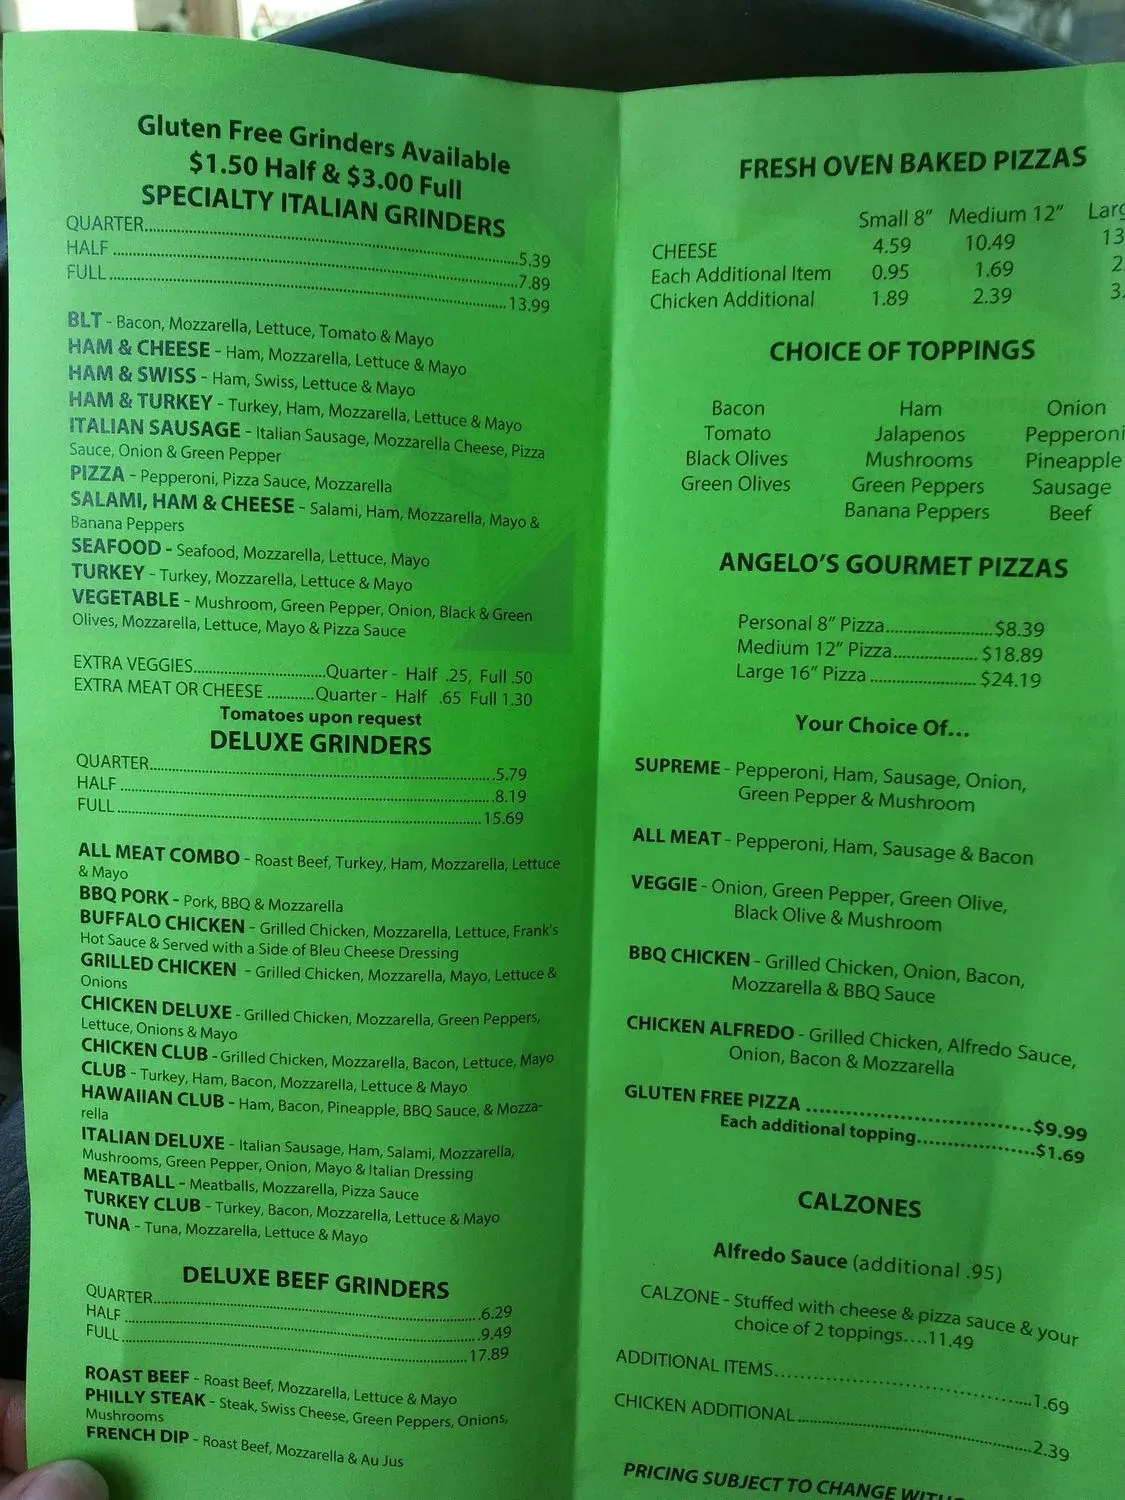 Gluten Free Grinders Available
$1.50 Half & $3.00 Full
SPECIALTY ITALIAN GRINDERS
QUARTER..........5.39
HALF..........7.89
FULL..........13.99
BLT - Bacon, Mozzarella, Lettuce, Tomato & Mayo
HAM & CHEESE - Ham, Mozzarella, Lettuce & Mayo
HAM & SWISS - Ham, Swiss, Lettuce & Mayo
HAM & TURKEY - Turkey, Ham, Mozzarella, Lettuce & Mayo
ITALIAN SAUSAGE - Italian Sausage, Mozzarella Cheese, Pizza
Sauce, Onion & Green Pepper
PIZZA - Pepperoni, Pizza Sauce, Mozzarella
SALAMI, HAM & CHEESE - Salami, Ham, Mozzarella, Mayo &
Banana Peppers
SEAFOOD - Seafood, Mozzarella, Lettuce, Mayo
TURKEY - Turkey, Mozzarella, Lettuce & Mayo
VEGETABLE - Mushroom, Green Pepper, Onion, Black & Green
Olives, Mozzarella, Lettuce, Mayo & Pizza Sauce
EXTRA VEGGIES..........Quarter - Half .25, Full .50
EXTRA MEAT OR CHEESE..........Quarter - Half .65 Full 1.30
Tomatoes upon request
DELUXE GRINDERS
QUARTER..........5.79
HALF..........8.19
FULL..........15.69
ALL MEAT COMBO - Roast Beef, Turkey, Ham, Mozzarella, Lettuce
& Mayo
BBQ PORK - Pork, BBQ & Mozzarella
BUFFALO CHICKEN - Grilled Chicken, Mozzarella, Lettuce, Frank's
Hot Sauce & Served with a Side of Bleu Cheese Dressing
GRILLED CHICKEN - Grilled Chicken, Mozzarella, Mayo, Lettuce &
Onions
CHICKEN DELUXE - Grilled Chicken, Mozzarella, Green Peppers,
Lettuce, Onions & Mayo
CHICKEN CLUB - Grilled Chicken, Mozzarella, Bacon, Lettuce, Mayo
CLUB - Turkey, Ham, Bacon, Mozzarella, Lettuce & Mayo
HAWAIIAN CLUB - Ham, Bacon, Pineapple, BBQ Sauce, & Mozza-
rella
ITALIAN DELUXE - Italian Sausage, Ham, Salami, Mozzarella,
Mushrooms, Green Pepper, Onion, Mayo & Italian Dressing
MEATBALL - Meatballs, Mozzarella, Pizza Sauce
TURKEY CLUB - Turkey, Bacon, Mozzarella, Lettuce & Mayo
TUNA - Tuna, Mozzarella, Lettuce & Mayo
DELUXE BEEF GRINDERS
QUARTER..........6.29
HALF..........9.49
FULL..........17.89
ROAST BEEF - Roast Beef, Mozzarella, Lettuce & Mayo
PHILLY STEAK - Steak, Swiss Cheese, Green Peppers, Onions,
Mushrooms
FRENCH DIP - Roast Beef, Mozzarella & Au Jus
FRESH OVEN BAKED PIZZAS
Small 8" Medium 12"
CHEESE 4.59 10.49
Each Additional Item 0.95 1.69
Chicken Additional 1.89 2.39
CHOICE OF TOPPINGS
Bacon Ham Onion
Tomato Jalapenos Pepperoni
Black Olives Mushrooms Pineapple
Green Olives Green Peppers Sausage
Banana Peppers Beef
ANGELO'S GOURMET PIZZAS
Personal 8" Pizza..........$8.39
Medium 12" Pizza..........$18.89
Large 16" Pizza..........$24.19
Your Choice Of...
SUPREME - Pepperoni, Ham, Sausage, Onion,
Green Pepper & Mushroom
ALL MEAT - Pepperoni, Ham, Sausage & Bacon
VEGGIE - Onion, Green Pepper, Green Olive,
Black Olive & Mushroom
BBQ CHICKEN - Grilled Chicken, Onion, Bacon,
Mozzarella & BBQ Sauce
CHICKEN ALFREDO - Grilled Chicken, Alfredo Sauce,
Onion, Bacon & Mozzarella
GLUTEN FREE PIZZA..........$9.99
Each additional topping..........$1.69
CALZONES
Alfredo Sauce (additional .95)
CALZONE - Stuffed with cheese & pizza sauce & your
choice of 2 toppings....11.49
ADDITIONAL ITEMS..........1.69
CHICKEN ADDITIONAL..........2.39
PRICING SUBJECT TO CHANGE